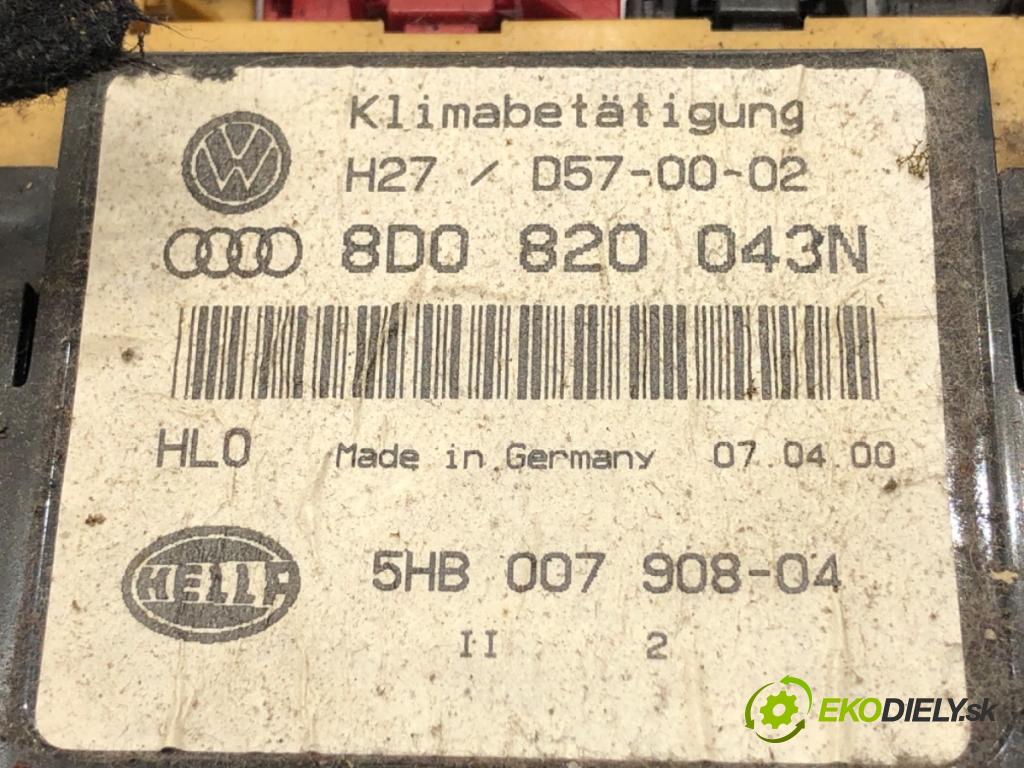 Klimabetätigung
H27 / D57-00-02
8D0 820 043N
HL0 Made in Germany 07.04.00
HELLA 5HB 007 908-04
II 2
EKODIELY.sk